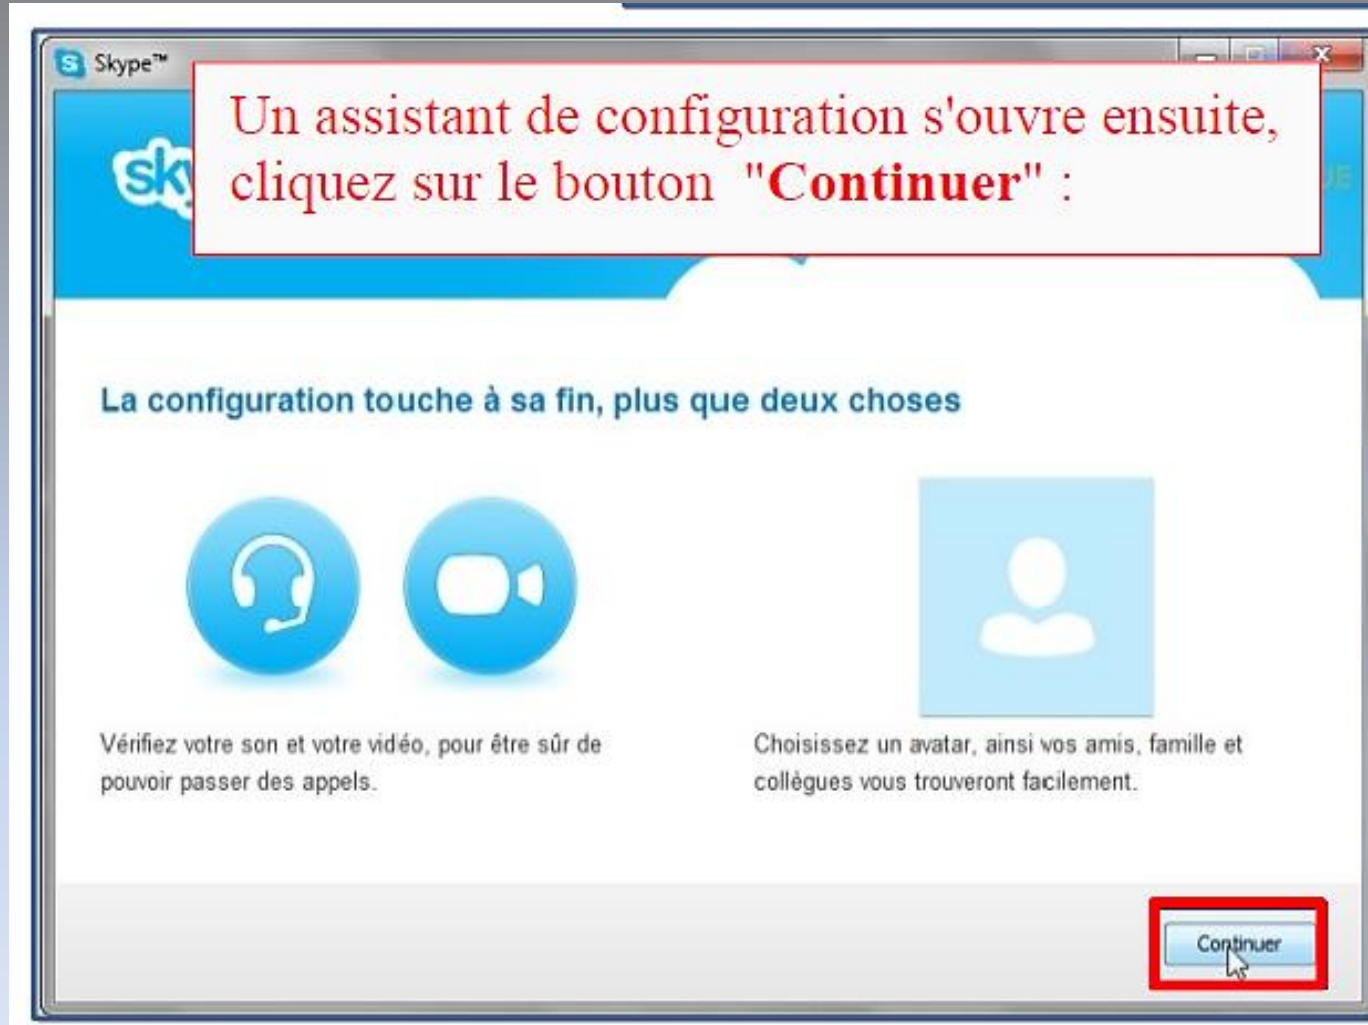 Skype™
Un assistant de configuration s'ouvre ensuite,
cliquez sur le bouton "Continuer" :
La configuration touche à sa fin, plus que deux choses
Vérifiez votre son et votre vidéo, pour être sûr de
pouvoir passer des appels.
Choisissez un avatar, ainsi vos amis, famille et
collègues vous trouveront facilement.
Continuer